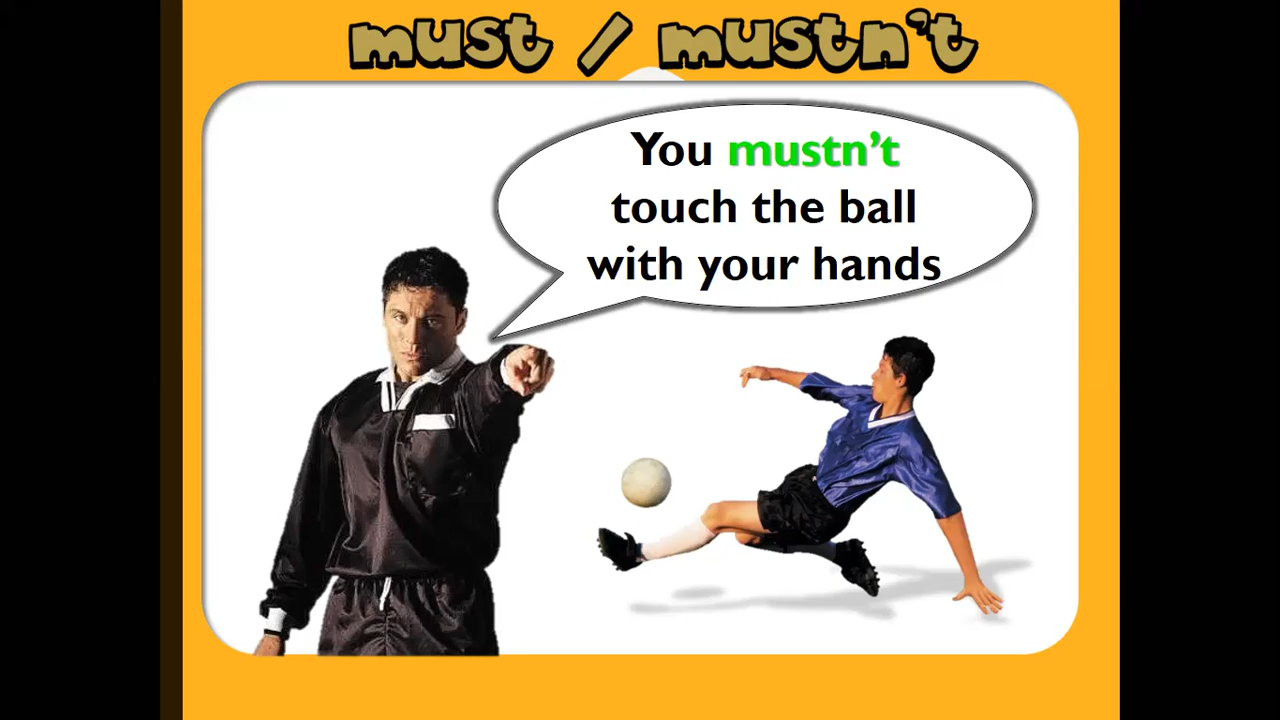 must / mustn't
You mustn't
touch the ball
with your hands